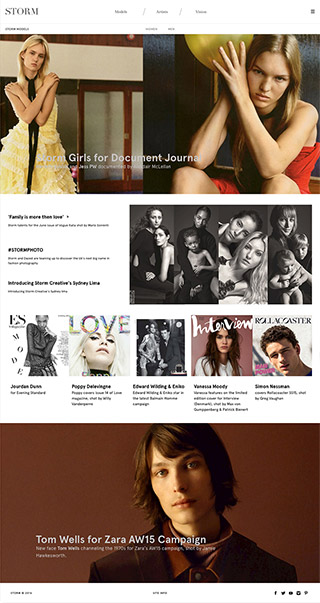 STORM
Models / Artists / Vision
STORM MODELS
WOMEN MEN
Storm Girls for Document Journal
and Jess PW documented by Alasdair McLellan
'Family is more then love'
Storm talents for the June issue of Vogue Italia shot by Mario Sorrenti
#STORMPHOTO
Storm and Dazed are teaming up to discover the UK's next big name in
fashion photography
Introducing Storm Creative's Sydney Lima
Introducing Storm Creative's Sydney Lima
ES
MODE
LOVE
Interview
ROLLACOASTER
Jourdan Dunn
for Evening Standard
Poppy Delevingne
Poppy covers issue 14 of Love
magazine, shot by Willy
Vanderperre
Edward Wilding & Eniko
Edward Wilding & Eniko star in
the latest Balmain Homme
campaign
Vanessa Moody
Vanessa features on the limited
edition cover for Interview
(Denmark), shot by Max von
Gumppenberg & Patrick Bienert
Simon Nessman
covers Rollacoaster SS15, shot
by Greg Vaughan
Tom Wells for Zara AW15 Campaign
New face Tom Wells channeling the 1970s for Zara's AW15 campaign, shot by Jamie
Hawkesworth.
STORM © 2015
SITE INFO